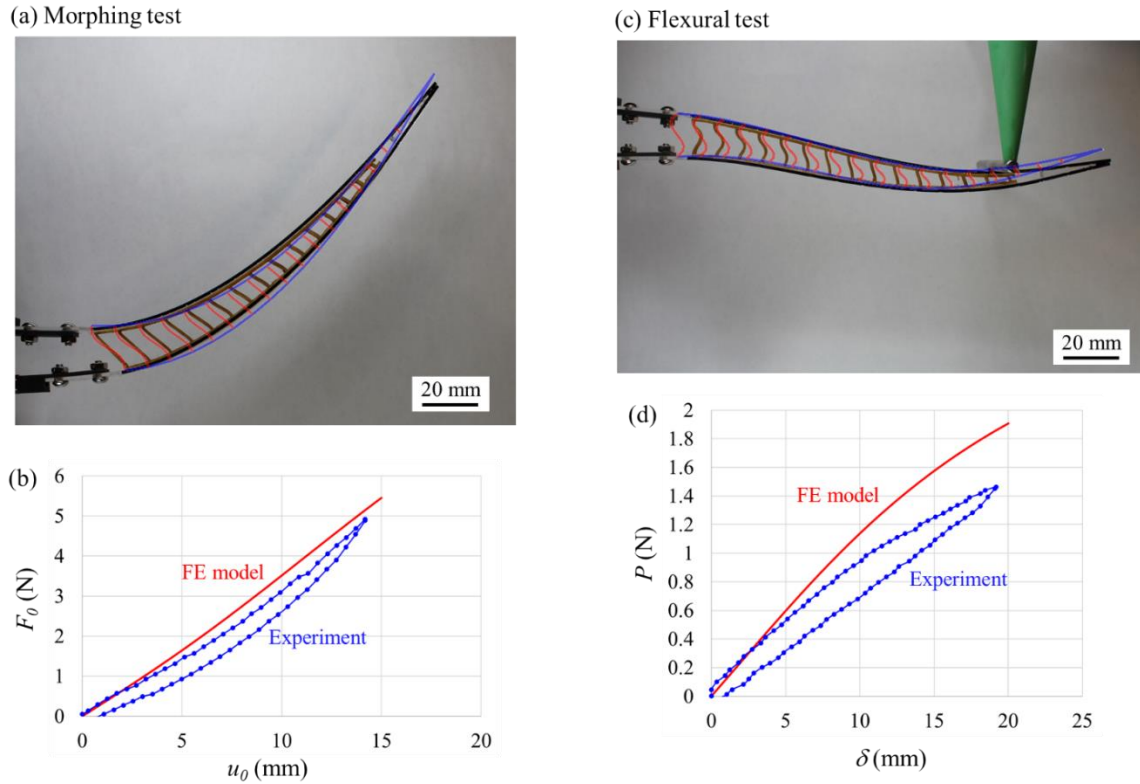 (a) Morphing test
20 mm
(b)
6
5
4
3
2
1
0
F₀ (N)
FE model
Experiment
0 5 10 15 20
u₀ (mm)
(c) Flexural test
20 mm
(d)
2
1.8
1.6
1.4
1.2
1
0.8
0.6
0.4
0.2
0
P (N)
FE model
Experiment
0 5 10 15 20 25
δ (mm)